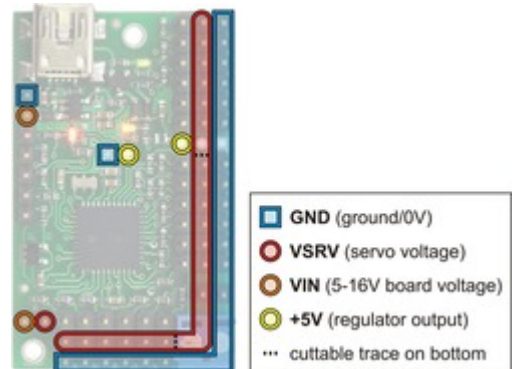 GND (ground/0V)
VSRV (servo voltage)
VIN (5-16V board voltage)
+5V (regulator output)
cuttable trace on bottom